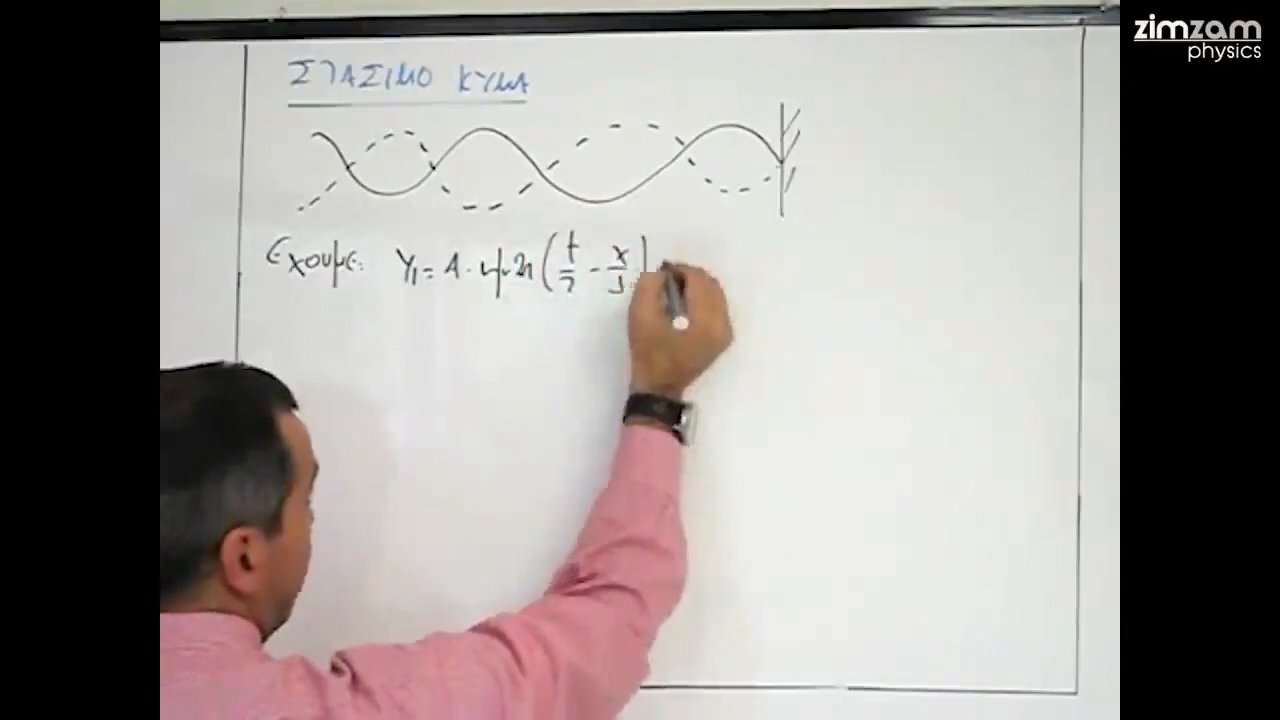 zimzam
physics
ΣΤΑΣΙΜΟ ΚΥΜΑ
Έχουμε: y₁ = A · ημ2π (t/T - x/λ)